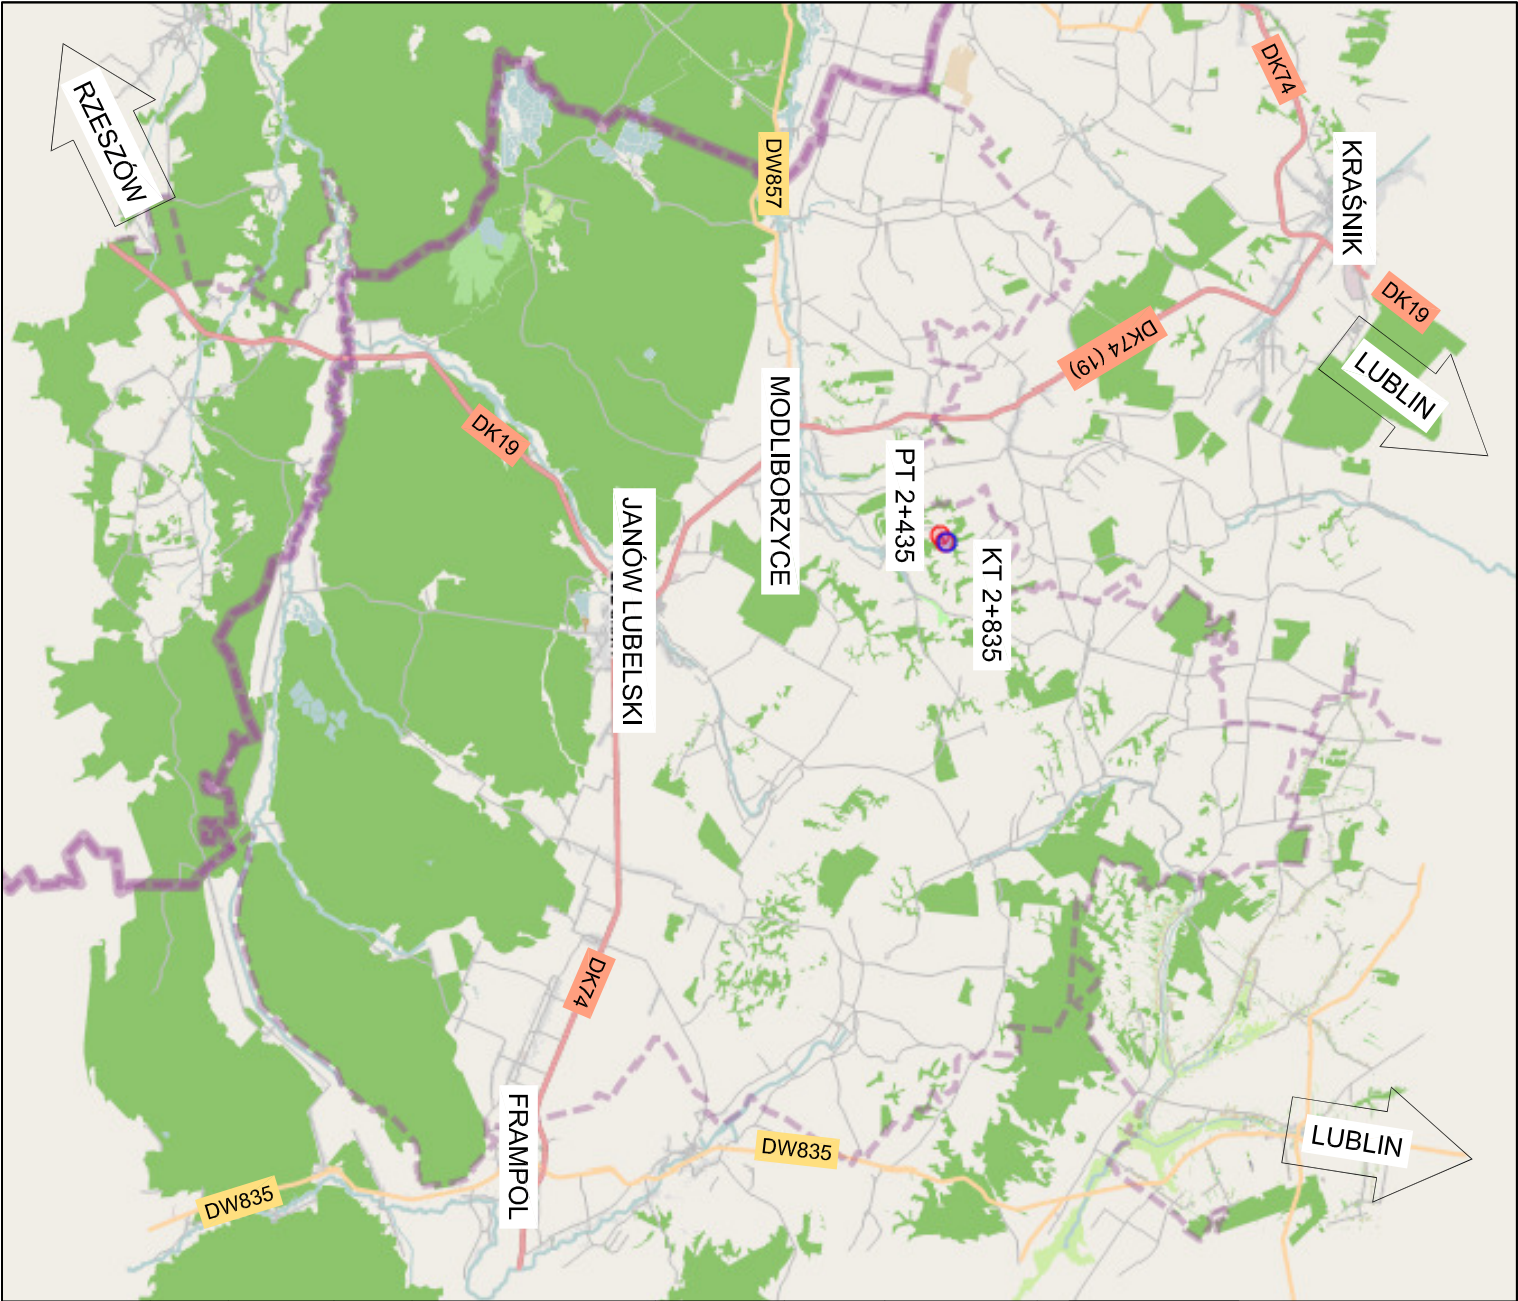 RZESZÓW
DK74
DW857
KRAŚNIK
DK19
DK74 (19)
LUBLIN
MODLIBORZYCE
DK19
PT 2+435
JANÓW LUBELSKI
KT 2+835
DK74
FRAMPOL
DW835
LUBLIN
DW835